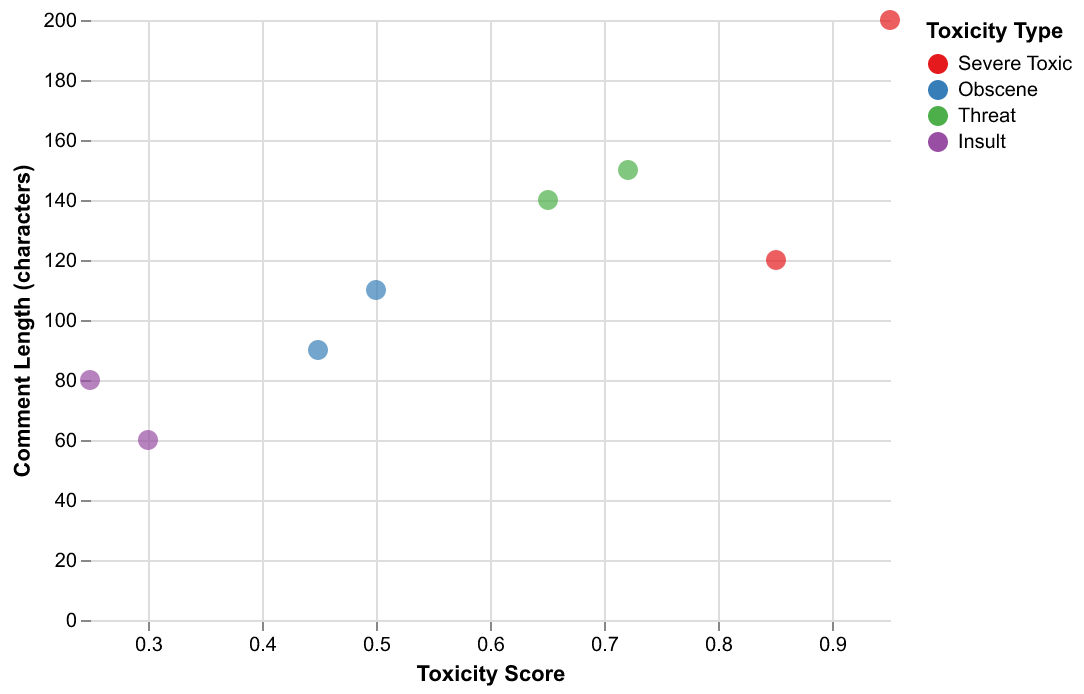 200
180
160
140
120
100
80
60
40
20
0
Comment Length (characters)
0.3 0.4 0.5 0.6 0.7 0.8 0.9
Toxicity Score
Toxicity Type
Severe Toxic
Obscene
Threat
Insult